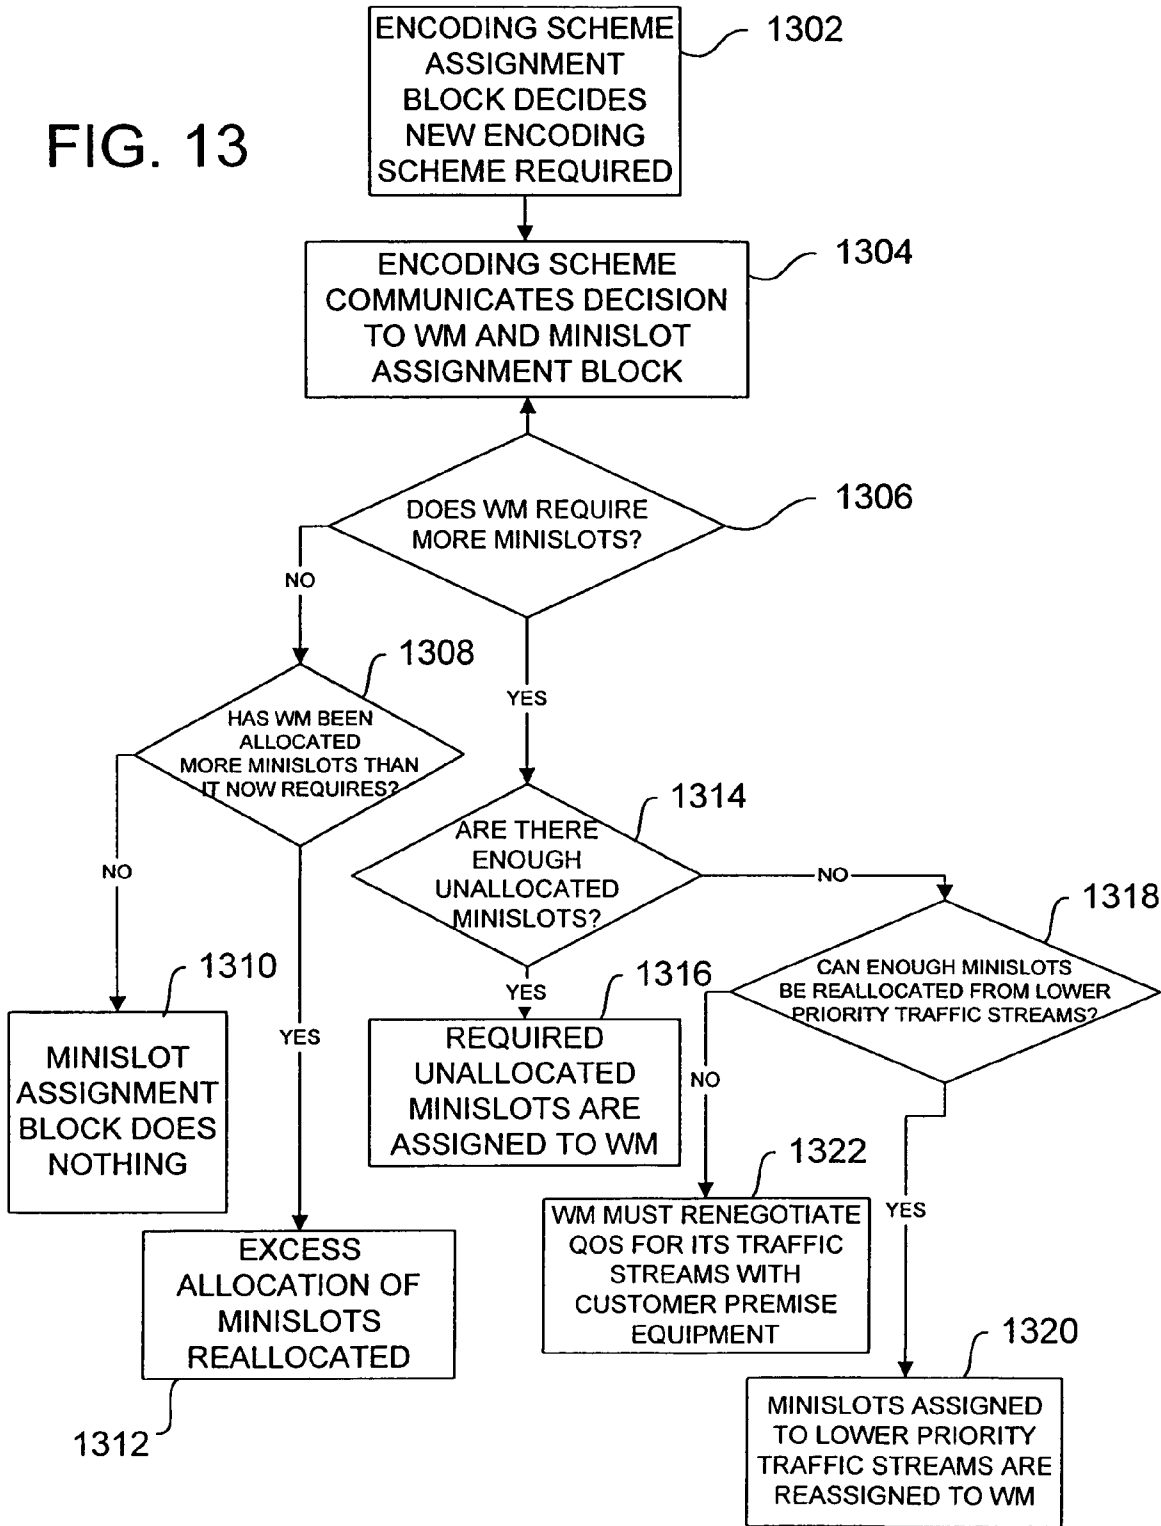 FIG. 13
ENCODING SCHEME
ASSIGNMENT
BLOCK DECIDES
NEW ENCODING
SCHEME REQUIRED
1302
ENCODING SCHEME
COMMUNICATES DECISION
TO WM AND MINISLOT
ASSIGNMENT BLOCK
1304
DOES WM REQUIRE
MORE MINISLOTS?
1306
NO
YES
HAS WM BEEN
ALLOCATED
MORE MINISLOTS THAN
IT NOW REQUIRES?
1308
NO
YES
ARE THERE
ENOUGH
UNALLOCATED
MINISLOTS?
1314
NO
YES
CAN ENOUGH MINISLOTS
BE REALLOCATED FROM LOWER
PRIORITY TRAFFIC STREAMS?
1318
NO
YES
MINISLOT
ASSIGNMENT
BLOCK DOES
NOTHING
1310
REQUIRED
UNALLOCATED
MINISLOTS ARE
ASSIGNED TO WM
1316
EXCESS
ALLOCATION OF
MINISLOTS
REALLOCATED
1312
WM MUST RENEGOTIATE
QOS FOR ITS TRAFFIC
STREAMS WITH
CUSTOMER PREMISE
EQUIPMENT
1322
MINISLOTS ASSIGNED
TO LOWER PRIORITY
TRAFFIC STREAMS ARE
REASSIGNED TO WM
1320